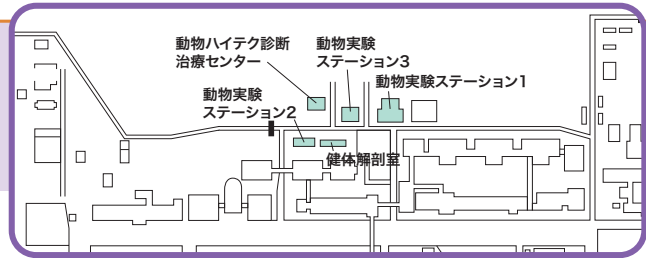 動物ハイテク診断
治療センター
動物実験
ステーション3
動物実験ステーション1
動物実験
ステーション2
健体解剖室